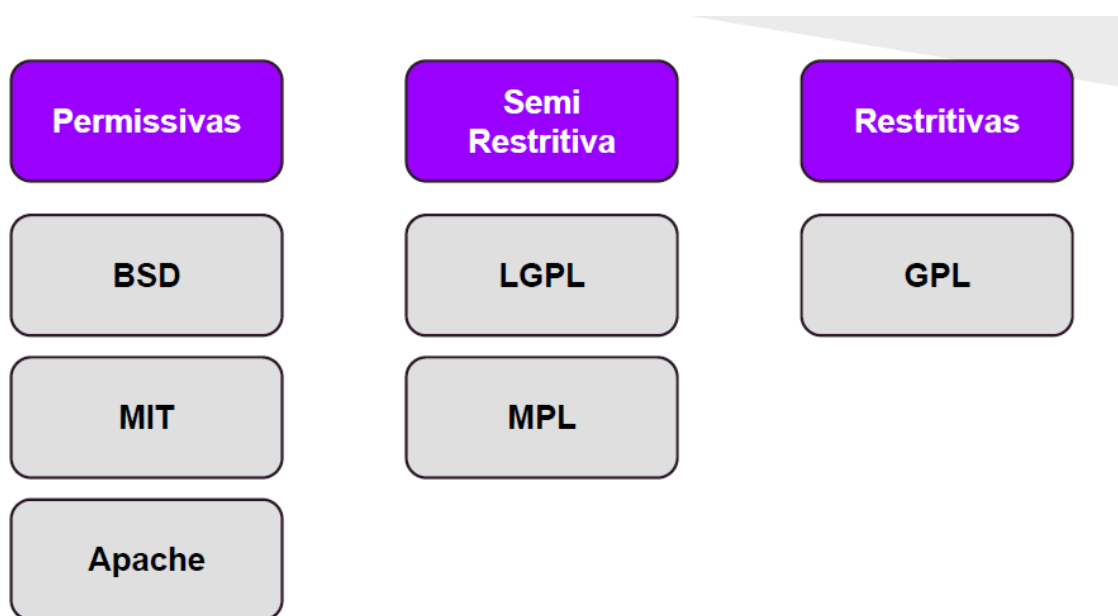 Permissivas
Semi
Restritiva
Restritivas
BSD
LGPL
GPL
MIT
MPL
Apache